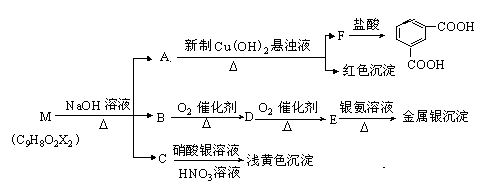 新制Cu(OH)₂悬浊液
A
△
F
盐酸
COOH
COOH
红色沉淀
M
(C₉H₈O₂X₂)
NaOH溶液
△
B
O₂ 催化剂
△
D
O₂ 催化剂
△
E
银氨溶液
△
金属银沉淀
C
硝酸银溶液
HNO₃溶液
浅黄色沉淀